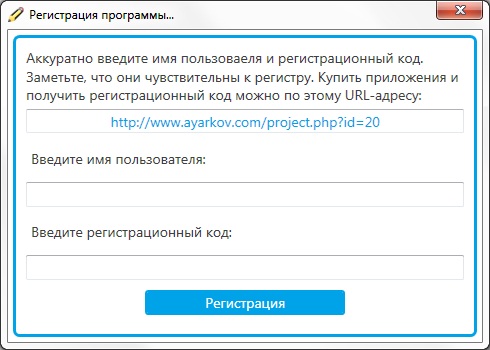 Регистрация программы...
Аккуратно введите имя пользоваеля и регистрационный код.
Заметьте, что они чувствительны к регистру. Купить приложения и
получить регистрационный код можно по этому URL-адресу:
http://www.ayarkov.com/project.php?id=20
Введите имя пользователя:
Введите регистрационный код:
Регистрация